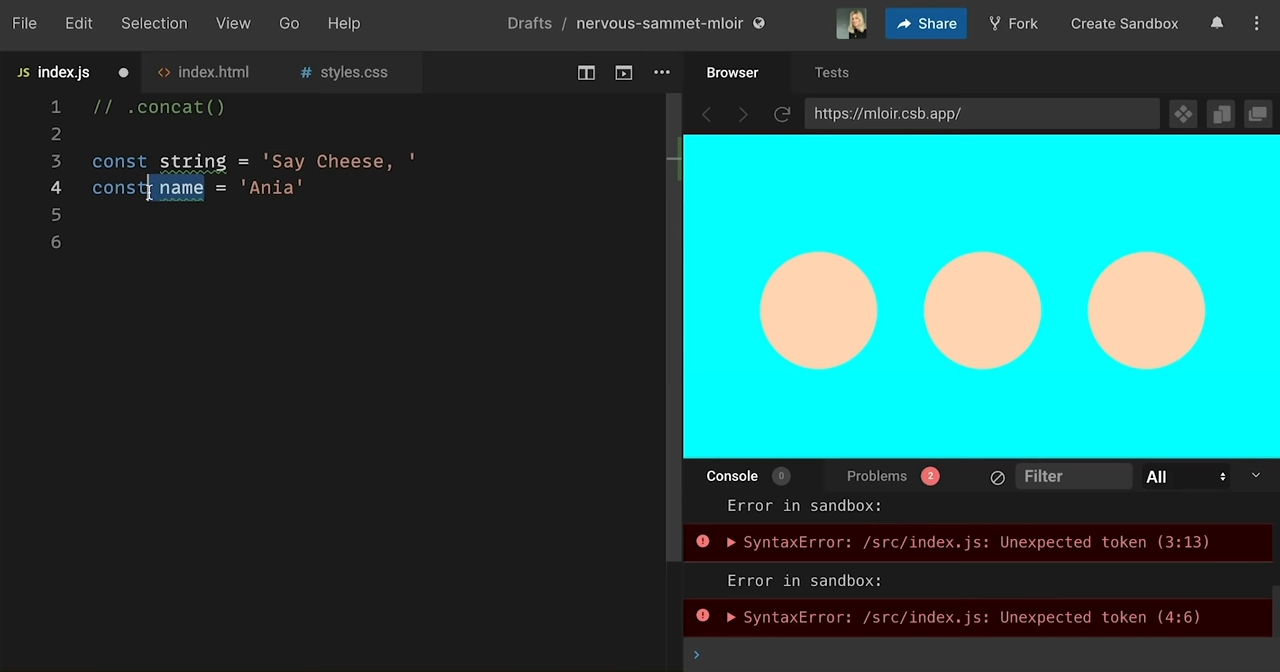 File Edit Selection View Go Help Drafts / nervous-sammet-mloir Share Fork Create Sandbox
JS index.js <> index.html # styles.css ••• Browser Tests
https://mloir.csb.app/
1 // .concat()
2
3 const string = 'Say Cheese, '
4 const name = 'Ania'
5
6
Console 0 Problems 2 Filter All
Error in sandbox:
▶ SyntaxError: /src/index.js: Unexpected token (3:13)
Error in sandbox:
▶ SyntaxError: /src/index.js: Unexpected token (4:6)
›